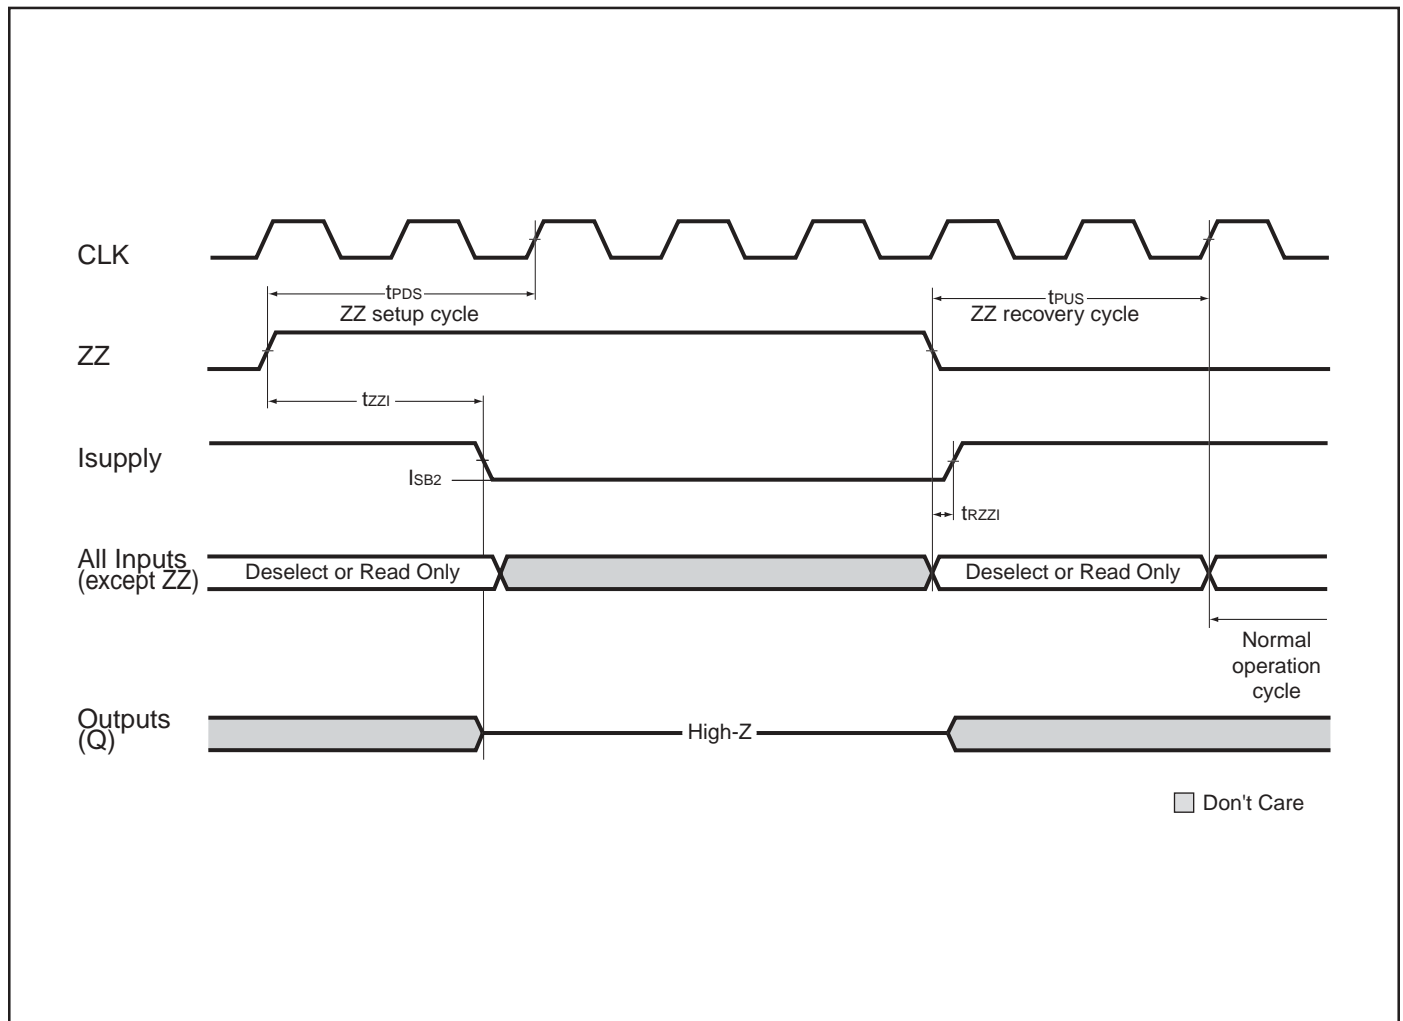 CLK
tPDS
ZZ setup cycle
tPUS
ZZ recovery cycle
ZZ
tZZI
Isupply
ISB2
tRZZI
All Inputs
(except ZZ)
Deselect or Read Only
Deselect or Read Only
Normal
operation
cycle
Outputs
(Q)
High-Z
Don't Care